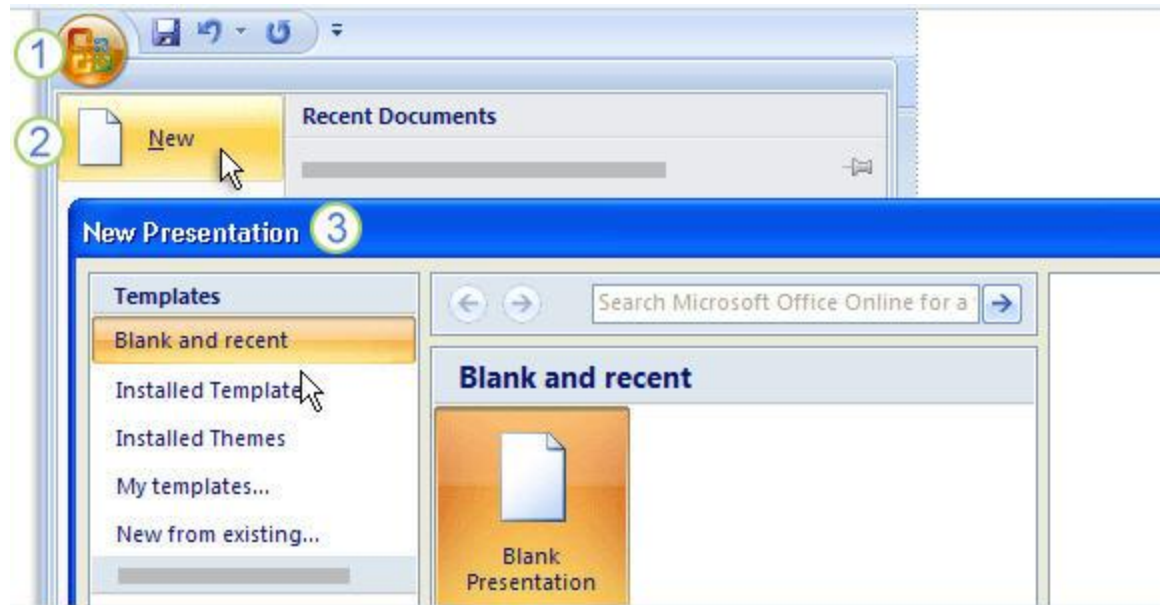 1
2
New
Recent Documents
New Presentation 3
Templates
Blank and recent
Installed Template
Installed Themes
My templates...
New from existing...
Search Microsoft Office Online for a
Blank and recent
Blank
Presentation